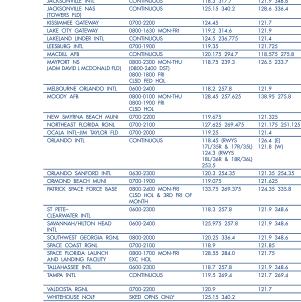 JACKSONVILLE INTL CONTINUOUS 118.3 317.7 121.9 348.6
JACKSONVILLE NAS CONTINUOUS 125.15 340.2 128.6 336.4
(TOWERS FLD)
KISSIMMEE GATEWAY 0700-2200 124.45 121.7
LAKE CITY GATEWAY 0800-1630 MON-FRI 119.2 314.6 121.9
LAKELAND LINDER INTL CONTINUOUS 124.5 236.775 121.4
LEESBURG INTL 0700-1900 119.35 121.725
MACDILL AFB CONTINUOUS 120.175 294.7 118.575 275.8
MAYPORT NS 0800-2300 MON-THU 118.75 239.3 126.5 233.7
(ADM DAVID L MCDONALD FLD) (0800-2400 DST)
0800-1800 FRI
CLSD FED HOL
MELBOURNE ORLANDO INTL 0600-2400 118.2 257.8 121.9
MOODY AFB 0800-0100 MON-THU 128.45 257.625 138.95 275.8
0800-1900 FRI
CLSD HOL
NEW SMYRNA BEACH MUNI 0700-2200 119.675 121.325
NORTHEAST FLORIDA RGNL 0700-2100 127.625 269.475 121.175 251.125
OCALA INTL–JIM TAYLOR FLD 0700-2000 119.25 121.4
ORLANDO INTL CONTINUOUS 118.45 (RWYS 126.4 (E)
17L/35R & 17R/35L) 121.8 (W)
124.3 (RWYS
18L/36R & 18R/36L)
253.5
ORLANDO SANFORD INTL 0630-2300 120.3 254.35 121.35 254.35
ORMOND BEACH MUNI 0700-1900 119.075 121.625
PATRICK SPACE FORCE BASE 0800-2400 MON-FRI 133.75 269.375 124.35 335.8
CLSD HOL & 3RD FRI OF
MONTH
ST PETE– 0600-2300 118.3 257.8 121.9 348.6
CLEARWATER INTL
SAVANNAH/HILTON HEAD 0600-2400 125.975 257.8 121.9 348.6
INTL
SOUTHWEST GEORGIA RGNL 0800-2000 120.25 236.4 121.9 348.6
SPACE COAST RGNL 0700-2100 118.9 121.85
SPACE FLORIDA LAUNCH 0800-1700 MON-FRI 128.55 284.0 121.75
AND LANDING FACILITY EXC HOL
TALLAHASSEE INTL 0600-2300 118.7 257.8 121.9 348.6
TAMPA INTL CONTINUOUS 119.5 269.4 121.7 269.4
VALDOSTA RGNL 0700-2200 120.9 121.7
WHITEHOUSE NOLF SKED OPNS ONLY 125.15 340.2